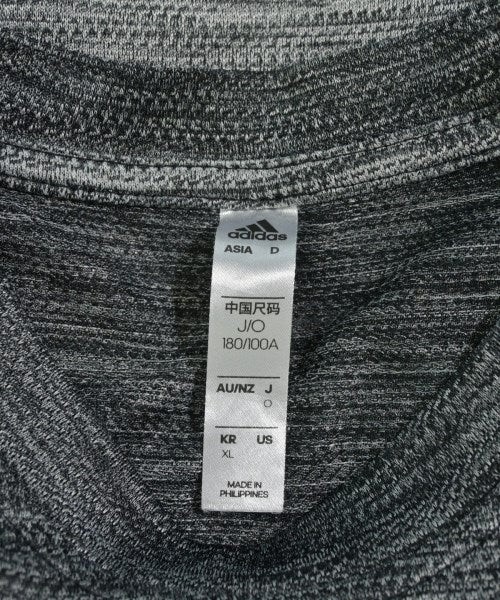 adidas
ASIA D
中国尺码
J/O
180/100A
AU/NZ J
O
KR US
XL
MADE IN
PHILIPPINES